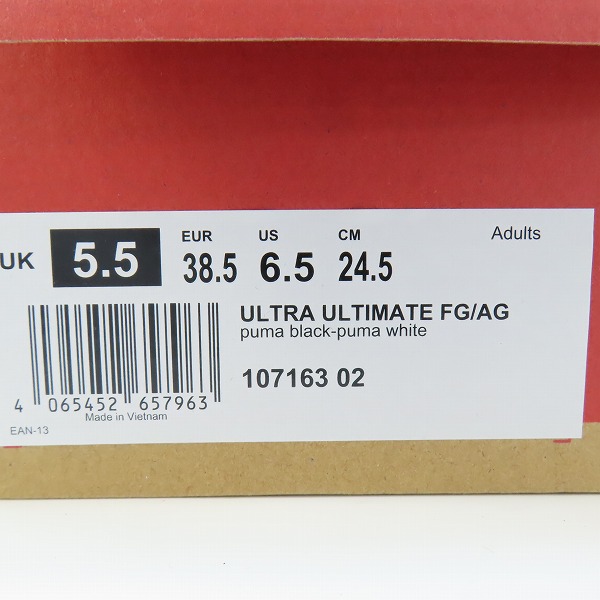 UK 5.5 EUR 38.5 US 6.5 CM 24.5 Adults
ULTRA ULTIMATE FG/AG
puma black-puma white
107163 02
4 065452 657963
Made in Vietnam
EAN-13